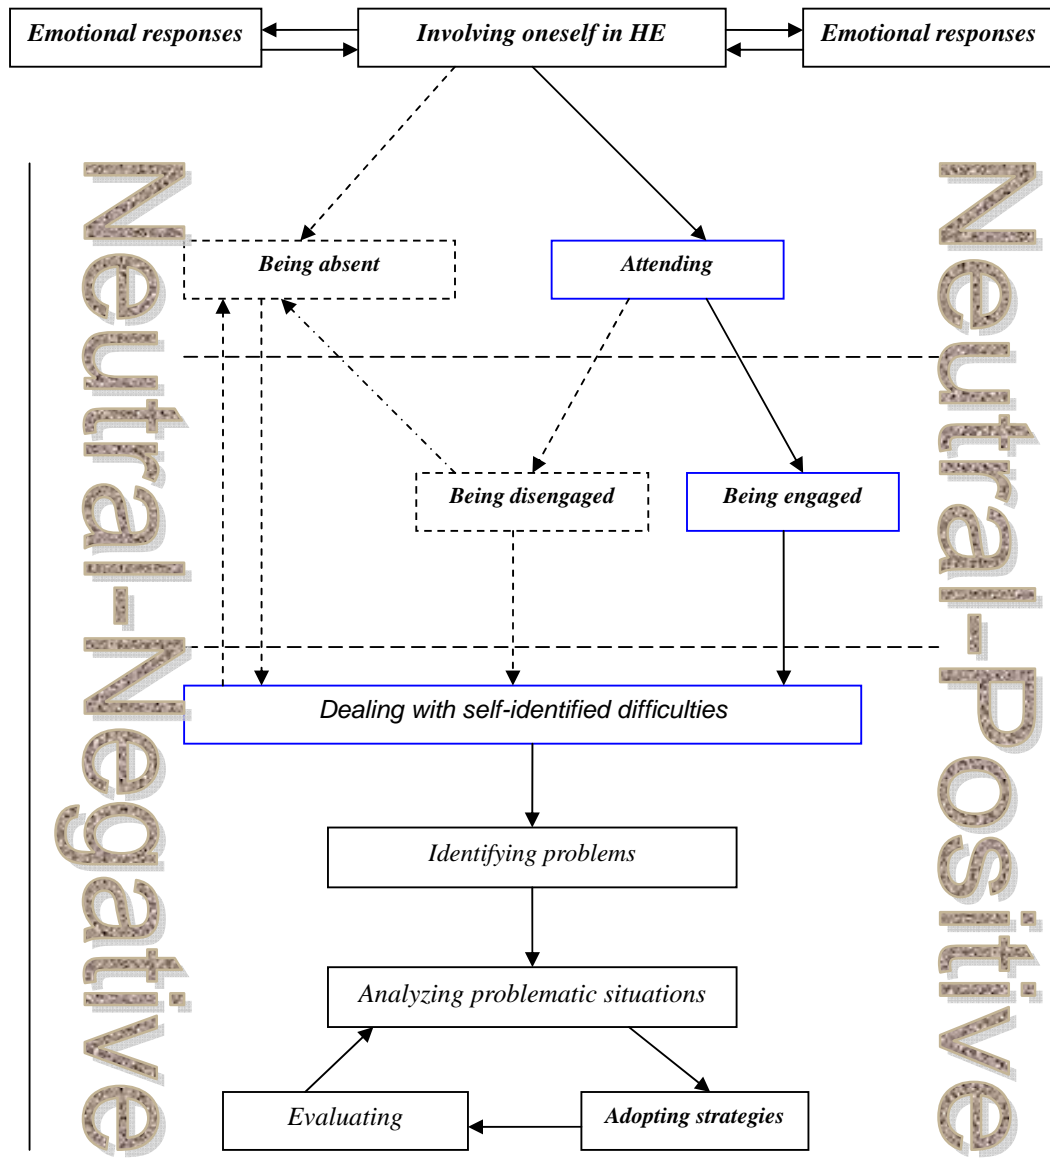 Emotional responses
Involving oneself in HE
Emotional responses
Neutral-Negative
Neutral-Positive
Being absent
Attending
Being disengaged
Being engaged
Dealing with self-identified difficulties
Identifying problems
Analyzing problematic situations
Evaluating
Adopting strategies